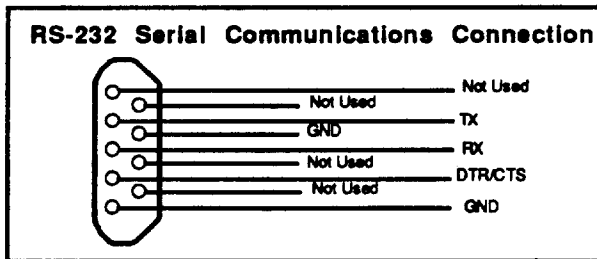 RS-232 Serial Communications Connection
Not Used
Not Used
TX
GND
RX
Not Used
DTR/CTS
Not Used
GND